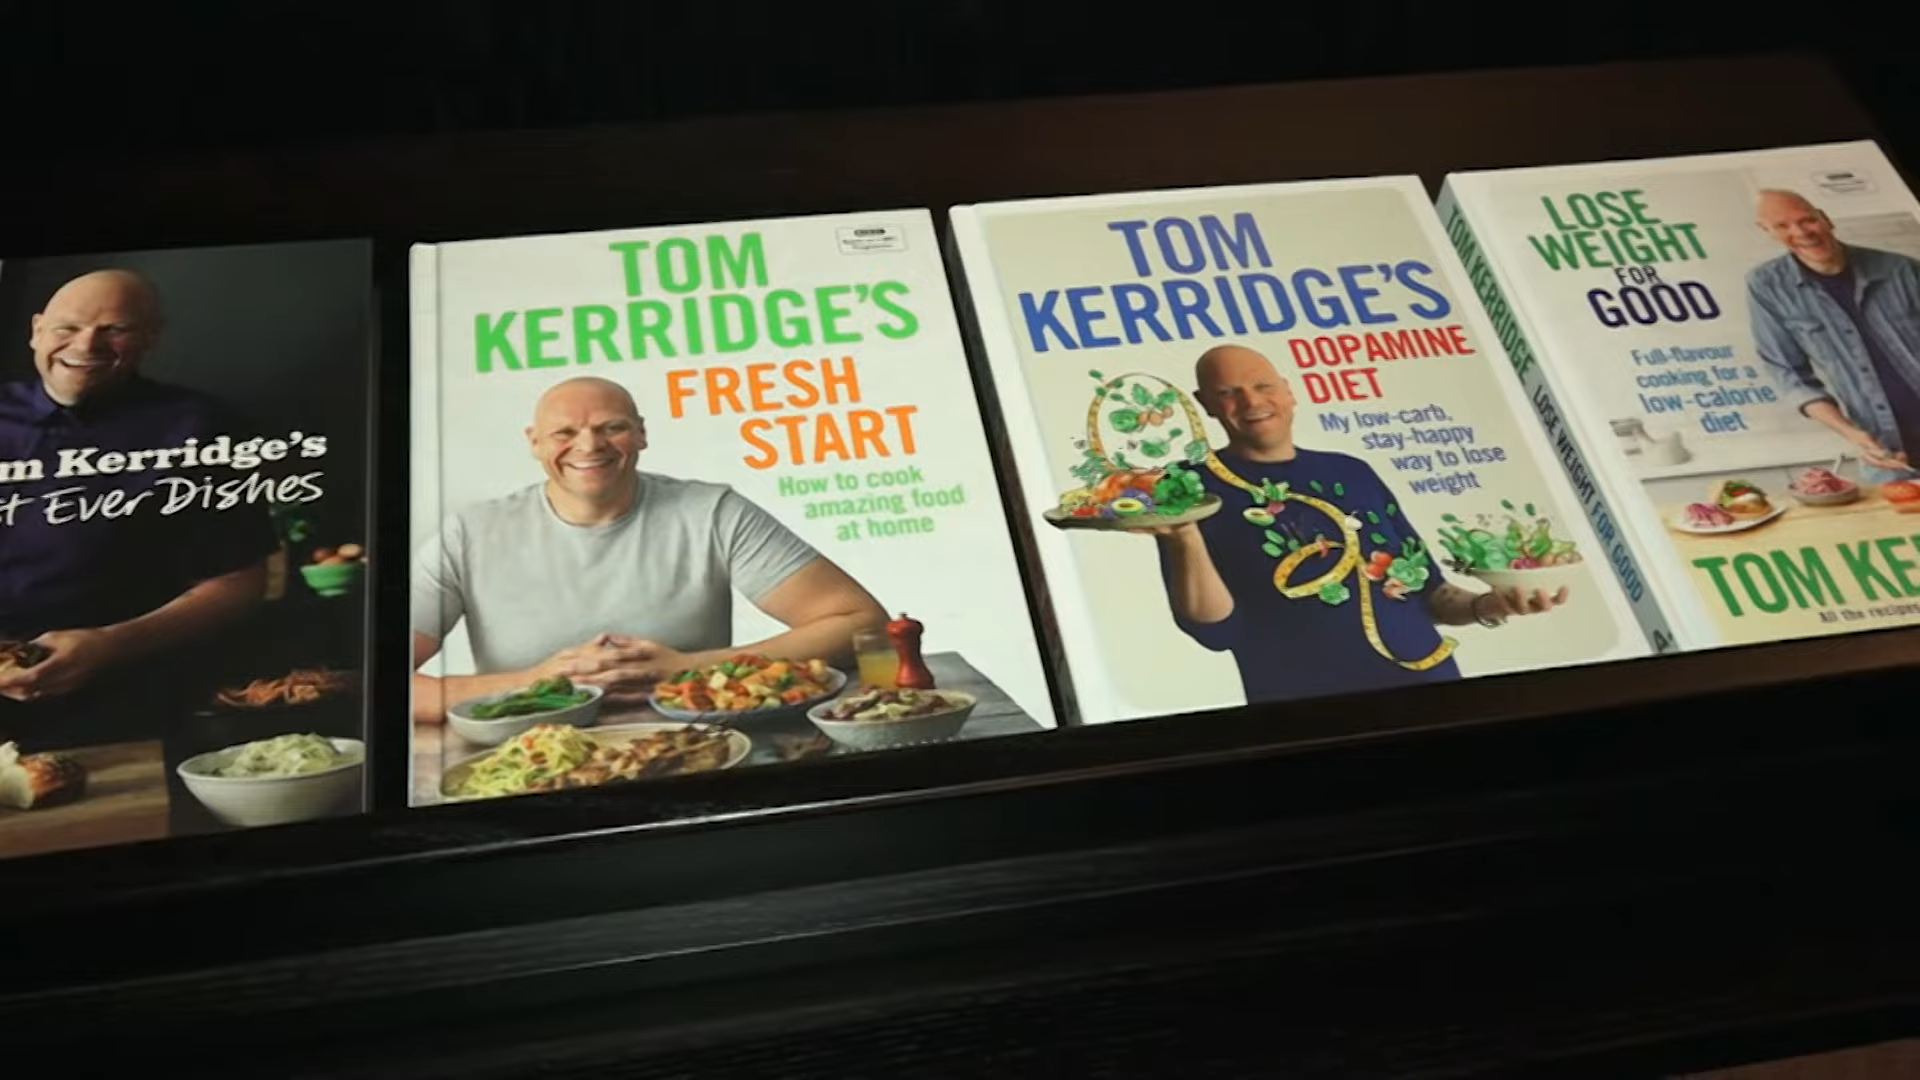 m Kerridge's
t Ever Dishes
TOM
KERRIDGE'S
FRESH
START
How to cook
amazing food
at home
TOM
KERRIDGE'S
DOPAMINE
DIET
My low-carb,
stay-happy
way to lose
weight
TOM KERRIDGE LOSE WEIGHT FOR GOOD
LOSE
WEIGHT
FOR
GOOD
Full-flavour
cooking for a
low-calorie
diet
TOM KE
All the recipes